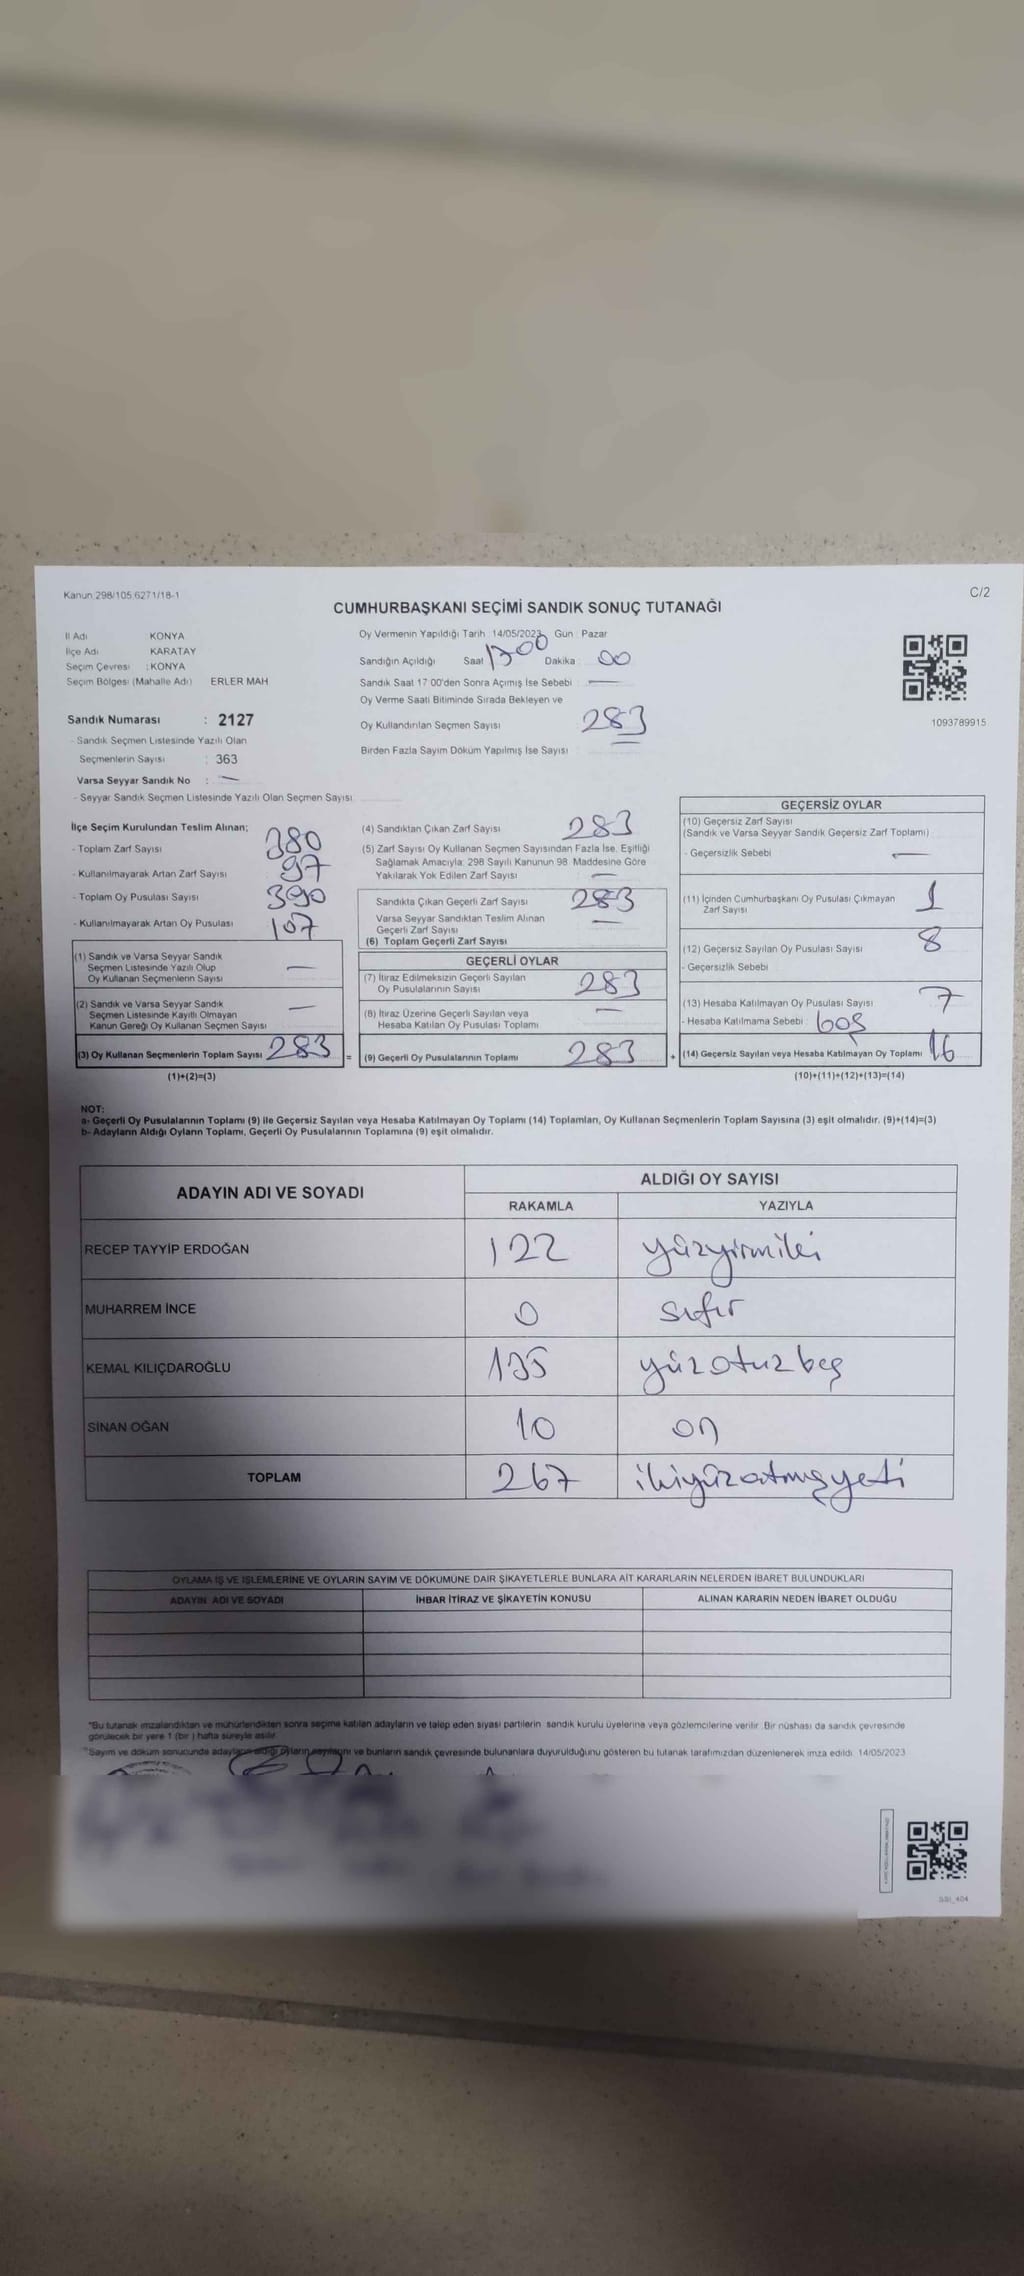 Kanun 298/105,6271/18-1
C/2
CUMHURBAŞKANI SEÇİMİ SANDIK SONUÇ TUTANAĞI
İl Adı KONYA
İlçe Adı KARATAY
Seçim Çevresi : KONYA
Seçim Bölgesi (Mahalle Adı) ERLER MAH
Sandık Numarası : 2127
- Sandık Seçmen Listesinde Yazılı Olan
Seçmenlerin Sayısı : 363
Varsa Seyyar Sandık No : —
- Seyyar Sandık Seçmen Listesinde Yazılı Olan Seçmen Sayısı
Oy Vermenin Yapıldığı Tarih 14/05/2023 Gün : Pazar
Sandığın Açıldığı Saat 1700 Dakika : 00
Sandık Saat 17 00'den Sonra Açımış İse Sebebi : —
Oy Verme Saati Bitiminde Sırada Bekleyen ve
Oy Kullandırılan Seçmen Sayısı 283
Birden Fazla Sayım Döküm Yapılmış İse Sayısı
1093789915
İlçe Seçim Kurulundan Teslim Alınan;
- Toplam Zarf Sayısı 380
- Kullanılmayarak Artan Zarf Sayısı 97
- Toplam Oy Pusulası Sayısı 390
- Kullanılmayarak Artan Oy Pusulası 107
(1) Sandık ve Varsa Seyyar Sandık
Seçmen Listesinde Yazılı Olup
Oy Kullanan Seçmenlerin Sayısı —
(2) Sandık ve Varsa Seyyar Sandık
Seçmen Listesinde Kayıtlı Olmayan
Kanun Gereği Oy Kullanan Seçmen Sayısı —
(3) Oy Kullanan Seçmenlerin Toplam Sayısı 283 =
(1)+(2)=(3)
(4) Sandıktan Çıkan Zarf Sayısı 283
(5) Zarf Sayısı Oy Kullanan Seçmen Sayısından Fazla İse, Eşitliği
Sağlamak Amacıyla; 298 Sayılı Kanunun 98. Maddesine Göre
Yakılarak Yok Edilen Zarf Sayısı —
Sandıkta Çıkan Geçerli Zarf Sayısı 283
Varsa Seyyar Sandıktan Teslim Alınan
Geçerli Zarf Sayısı —
(6) Toplam Geçerli Zarf Sayısı
GEÇERLİ OYLAR
(7) İtiraz Edilmeksizin Geçerli Sayılan
Oy Pusulalarının Sayısı 283
(8) İtiraz Üzerine Geçerli Sayılan veya
Hesaba Katılan Oy Pusulası Toplamı —
(9) Geçerli Oy Pusulalarının Toplamı 283 +
GEÇERSİZ OYLAR
(10) Geçersiz Zarf Sayısı
(Sandık ve Varsa Seyyar Sandık Geçersiz Zarf Toplamı)
- Geçersizlik Sebebi —
(11) İçinden Cumhurbaşkanı Oy Pusulası Çıkmayan
Zarf Sayısı 1
(12) Geçersiz Sayılan Oy Pusulası Sayısı 8
- Geçersizlik Sebebi
(13) Hesaba Katılmayan Oy Pusulası Sayısı 7
- Hesaba Katılmama Sebebi : boş
(14) Geçersiz Sayılan veya Hesaba Katılmayan Oy Toplamı 16
(10)+(11)+(12)+(13)=(14)
NOT:
a- Geçerli Oy Pusulalarının Toplamı (9) ile Geçersiz Sayılan veya Hesaba Katılmayan Oy Toplamı (14) Toplamları, Oy Kullanan Seçmenlerin Toplam Sayısına (3) eşit olmalıdır. (9)+(14)=(3)
b- Adayların Aldığı Oyların Toplamı, Geçerli Oy Pusulalarının Toplamına (9) eşit olmalıdır.
ADAYIN ADI VE SOYADI ALDIĞI OY SAYISI
RAKAMLA YAZIYLA
RECEP TAYYİP ERDOĞAN 122 yüzyirmiiki
MUHARREM İNCE 0 sıfır
KEMAL KILIÇDAROĞLU 135 yüzotuzbeş
SİNAN OĞAN 10 on
TOPLAM 267 ikiyüzatmışyedi
OYLAMA İŞ VE İŞLEMLERİNE VE OYLARIN SAYIM VE DÖKÜMÜNE DAİR ŞİKAYETLERLE BUNLARA AİT KARARLARIN NELERDEN İBARET BULUNDUKLARI
ADAYIN ADI VE SOYADI İHBAR İTİRAZ VE ŞİKAYETİN KONUSU ALINAN KARARIN NEDEN İBARET OLDUĞU
*Bu tutanak imzalandıktan ve mühürlendikten sonra seçime katılan adayların ve talep eden siyasi partilerin sandık kurulu üyelerine veya gözlemcilerine verilir. Bir nüshası da sandık çevresinde
görülecek bir yere 1 (bir ) hafta süreyle asılır.
*Sayım ve döküm sonucunda adayların aldığı oyların sayılarını ve bunların sandık çevresinde bulunanlara duyurulduğunu gösteren bu tutanak tarafımızdan düzenlenerek imza edildi. 14/05/2023
SSI_404